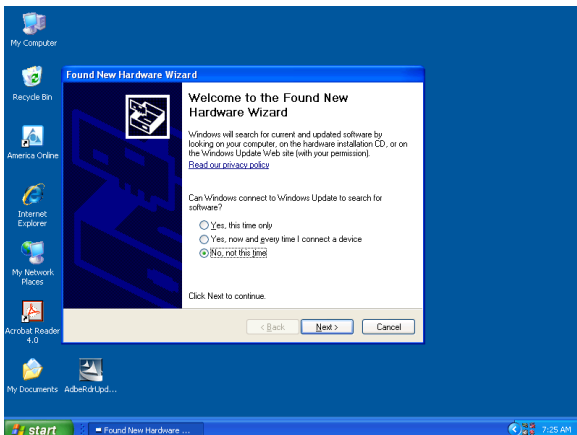 My Computer
Recycle Bin
America Online
Internet
Explorer
My Network
Places
Acrobat Reader
4.0
My Documents
AdbeRdrUpd...
Found New Hardware Wizard
Welcome to the Found New
Hardware Wizard
Windows will search for current and updated software by
looking on your computer, on the hardware installation CD, or on
the Windows Update Web site (with your permission).
Read our privacy policy
Can Windows connect to Windows Update to search for
software?
Yes, this time only
Yes, now and every time I connect a device
No, not this time
Click Next to continue.
< Back
Next >
Cancel
start
Found New Hardware ...
7:25 AM